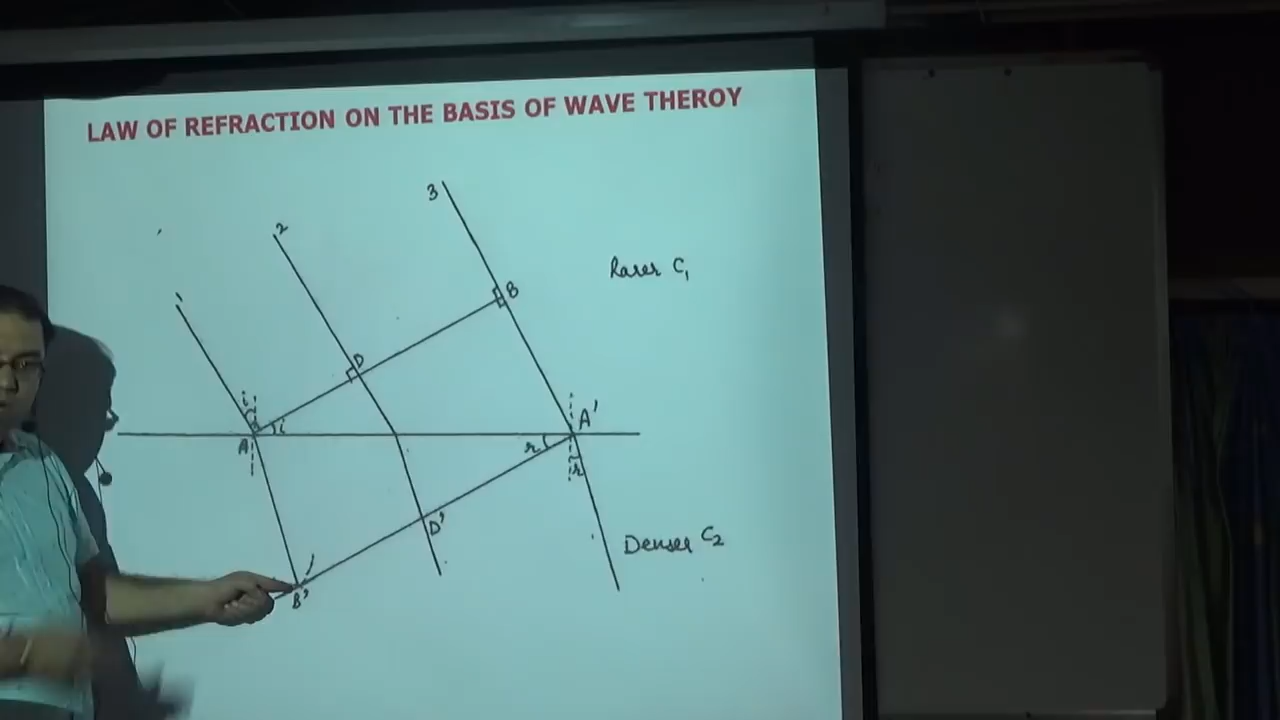 LAW OF REFRACTION ON THE BASIS OF WAVE THEROY
3
2
1
B
Rarer C₁
D
i
i
A
A'
r
r
D'
Denser C₂
B'